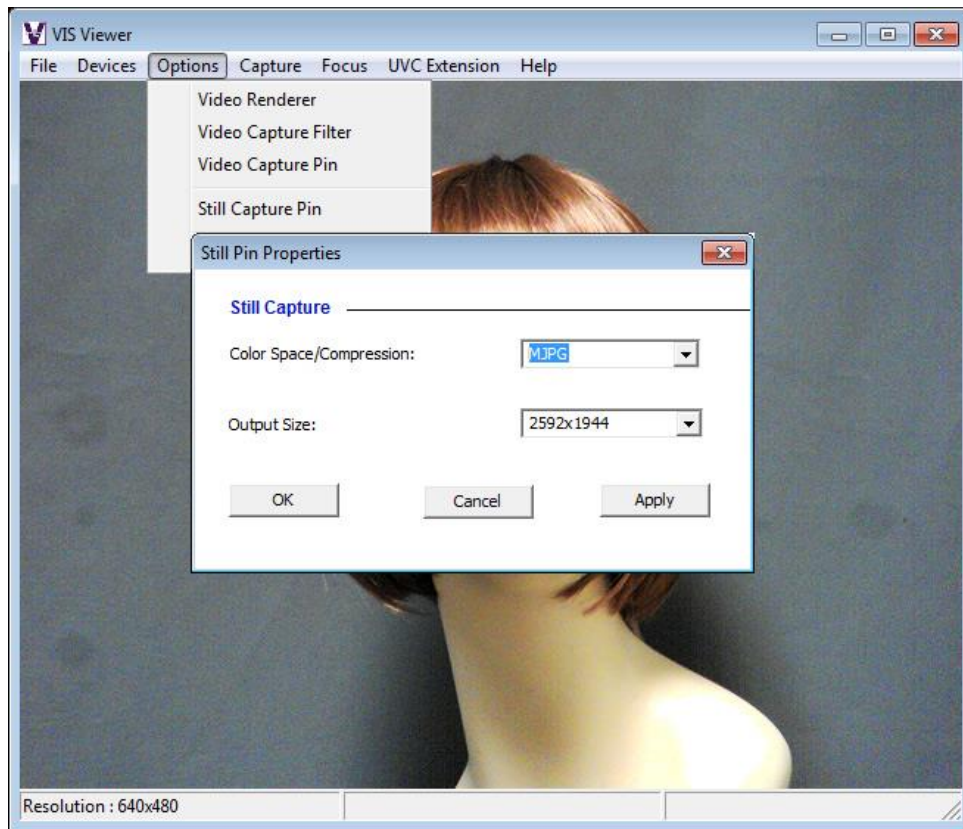 VIS Viewer
File Devices Options Capture Focus UVC Extension Help
Video Renderer
Video Capture Filter
Video Capture Pin
Still Capture Pin
Still Pin Properties
Still Capture
Color Space/Compression: MJPG
Output Size: 2592x1944
OK Cancel Apply
Resolution : 640x480